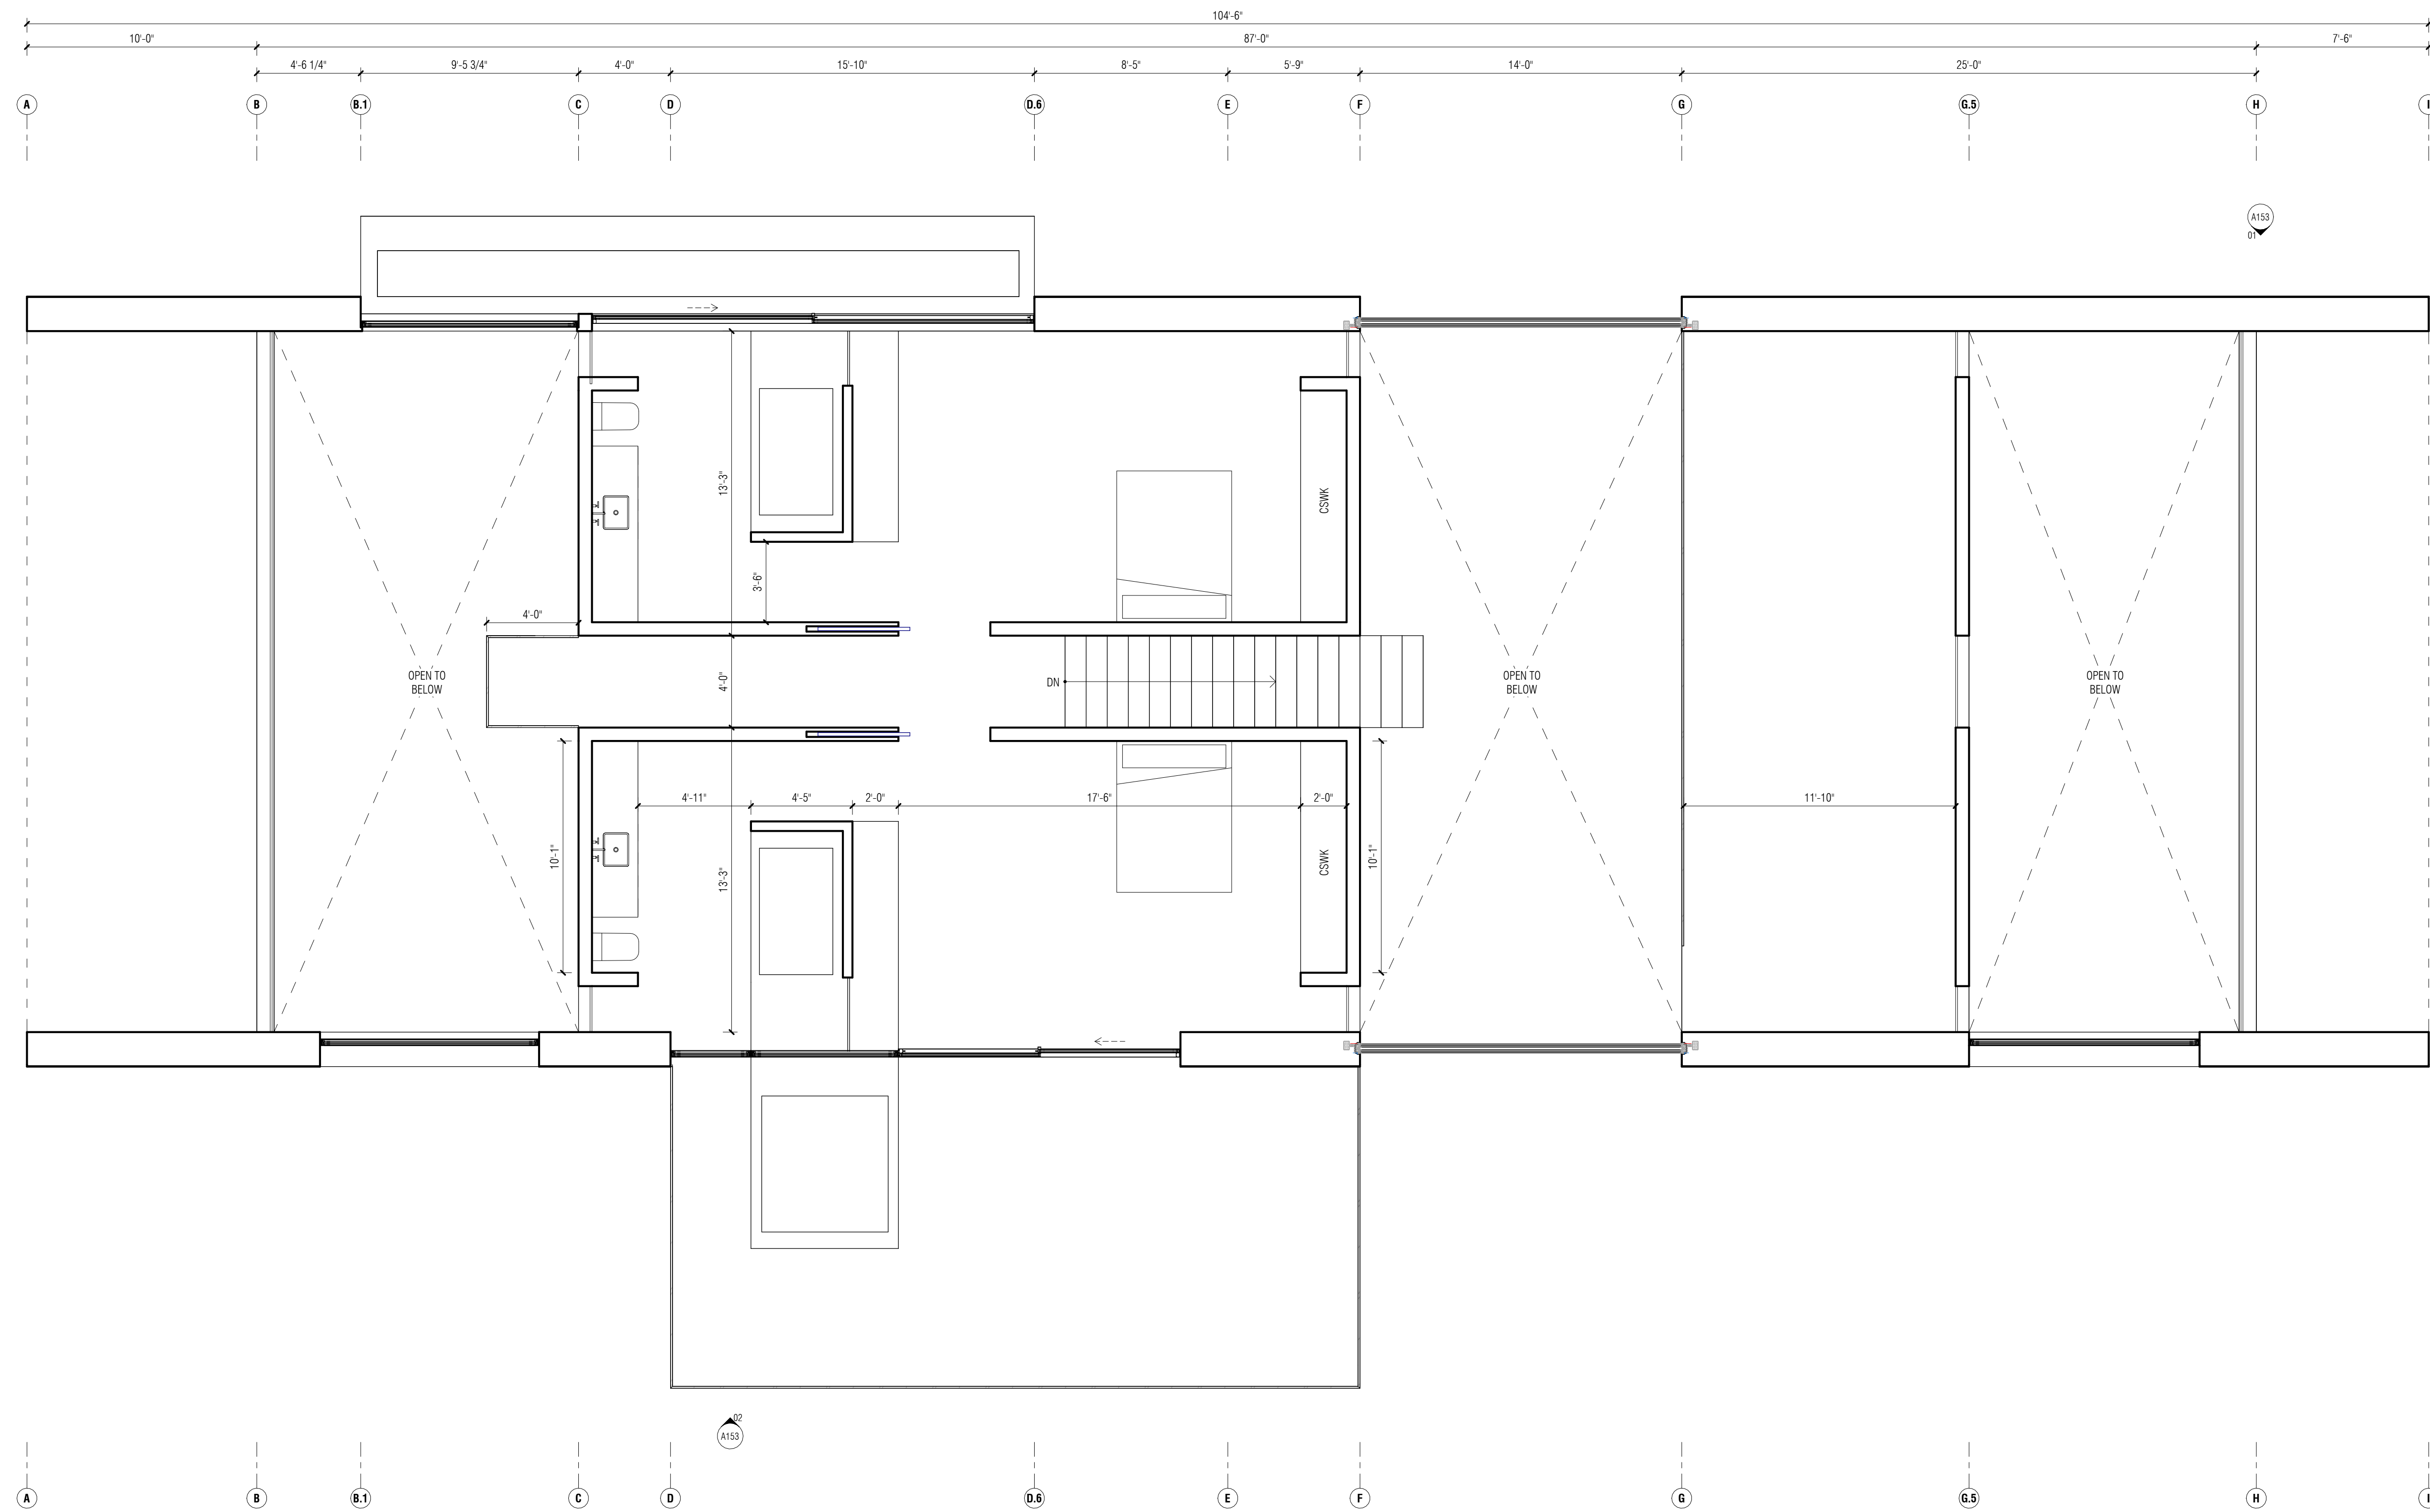 104'-6"
10'-0" 87'-0" 7'-6"
4'-6 1/4" 9'-5 3/4" 4'-0" 15'-10" 8'-5" 5'-9" 14'-0" 25'-0"
A B B.1 C D D.6 E F G G.5 H I
A153
01
13'-3"
CSWK
3'-6"
4'-0"
OPEN TO
BELOW
4'-0"
DN
OPEN TO
BELOW
OPEN TO
BELOW
4'-11" 4'-5" 2'-0" 17'-6" 2'-0" 11'-10"
10'-1"
13'-3"
CSWK
10'-1"
02
A153
A B B.1 C D D.6 E F G G.5 H I